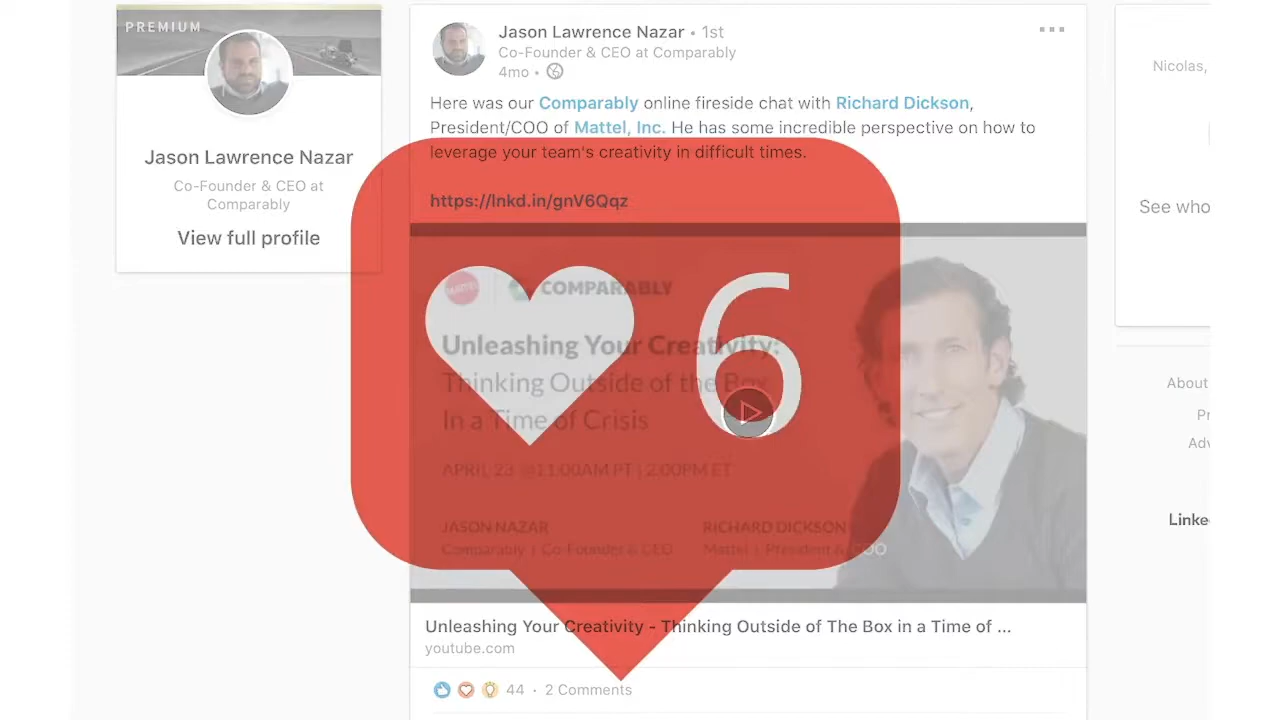 PREMIUM
Jason Lawrence Nazar
Co-Founder & CEO at
Comparably
View full profile
Jason Lawrence Nazar • 1st
Co-Founder & CEO at Comparably
4mo •
Here was our Comparably online fireside chat with Richard Dickson,
President/COO of Mattel, Inc. He has some incredible perspective on how to
leverage your team's creativity in difficult times.
https://lnkd.in/gnV6Qqz
MATTEL
COMPARABLY
6
Unleashing Your Creativity:
Thinking Outside of the Box
In a Time of Crisis
APRIL 23 @11:00AM PT | 2:00PM ET
JASON NAZAR
Comparably | Co-Founder & CEO
RICHARD DICKSON
Mattel | President & COO
Unleashing Your Creativity - Thinking Outside of The Box in a Time of ...
youtube.com
44 · 2 Comments
Nicolas,
See who
About
Pr
Adv
Linke